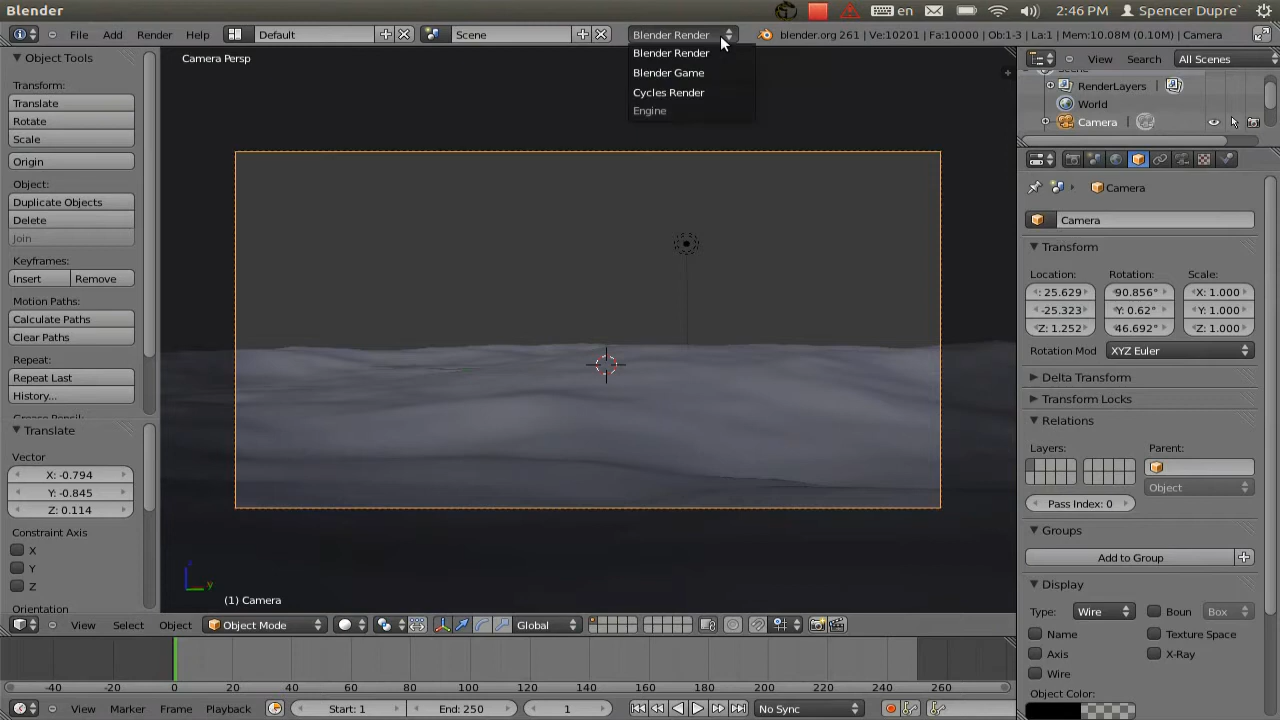 Blender
en
2:46 PM
Spencer Dupre'
File Add Render Help
Default
Scene
Blender Render
blender.org 261 | Ve:10201 | Fa:10000 | Ob:1-3 | La:1 | Mem:10.08M (0.10M) | Camera
Blender Render
Blender Game
Cycles Render
Engine
Object Tools
Transform:
Translate
Rotate
Scale
Origin
Object:
Duplicate Objects
Delete
Join
Keyframes:
Insert Remove
Motion Paths:
Calculate Paths
Clear Paths
Repeat:
Repeat Last
History...
Grease Pencil:
Translate
Vector
X: -0.794
Y: -0.845
Z: 0.114
Constraint Axis
X
Y
Z
Orientation
Camera Persp
z
y
(1) Camera
View Select Object Object Mode Global
-40 -20 0 20 40 60 80 100 120 140 160 180 200 220 240 260
View Marker Frame Playback Start: 1 End: 250 1 No Sync
View Search All Scenes
Scene
RenderLayers
World
Camera
Camera
Camera
Transform
Location: Rotation: Scale:
: 25.629 90.856° X: 1.000
-25.323 Y: 0.62° Y: 1.000
Z: 1.252 46.692° Z: 1.000
Rotation Mod XYZ Euler
Delta Transform
Transform Locks
Relations
Layers: Parent:
Object
Pass Index: 0
Groups
Add to Group
Display
Type: Wire Boun Box
Name Texture Space
Axis X-Ray
Wire
Object Color: